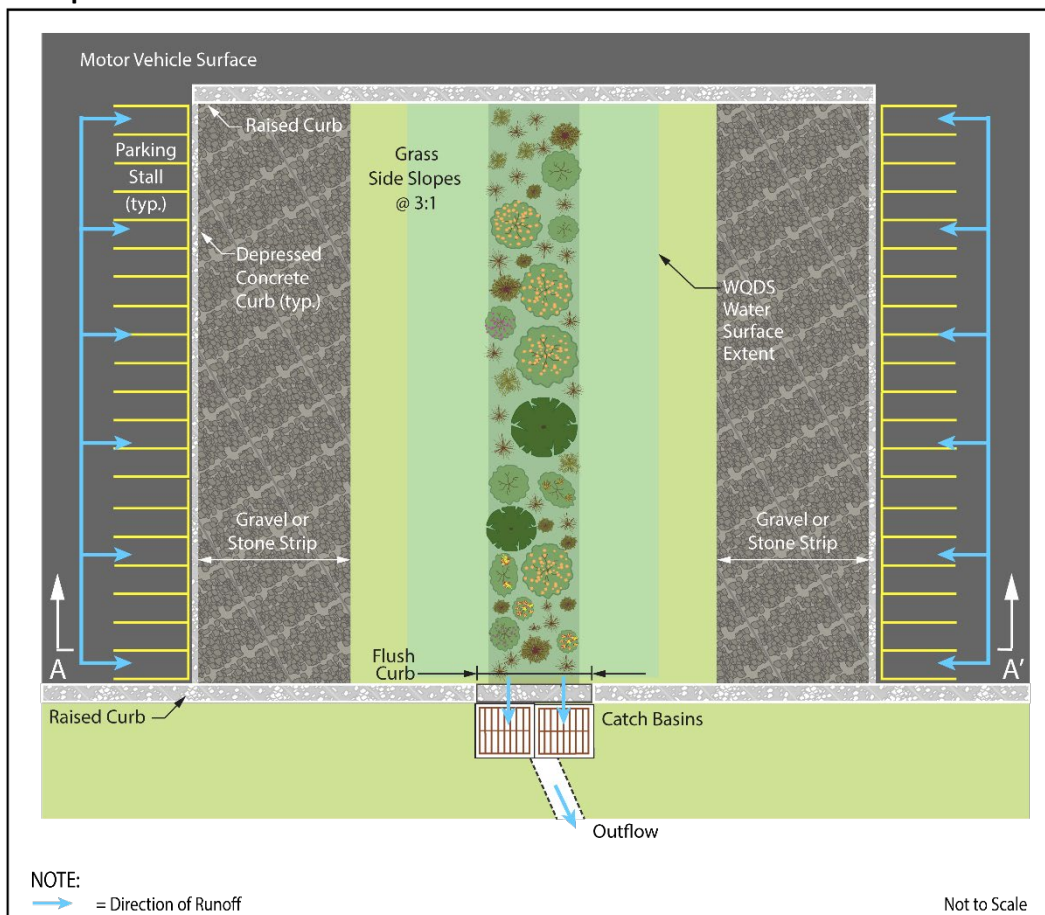 Motor Vehicle Surface
Raised Curb
Parking
Stall
(typ.)
Grass
Side Slopes
@ 3:1
Depressed
Concrete
Curb (typ.)
WQDS
Water
Surface
Extent
Gravel or
Stone Strip
Gravel or
Stone Strip
A
A'
Flush
Curb
Raised Curb
Catch Basins
Outflow
NOTE:
= Direction of Runoff
Not to Scale